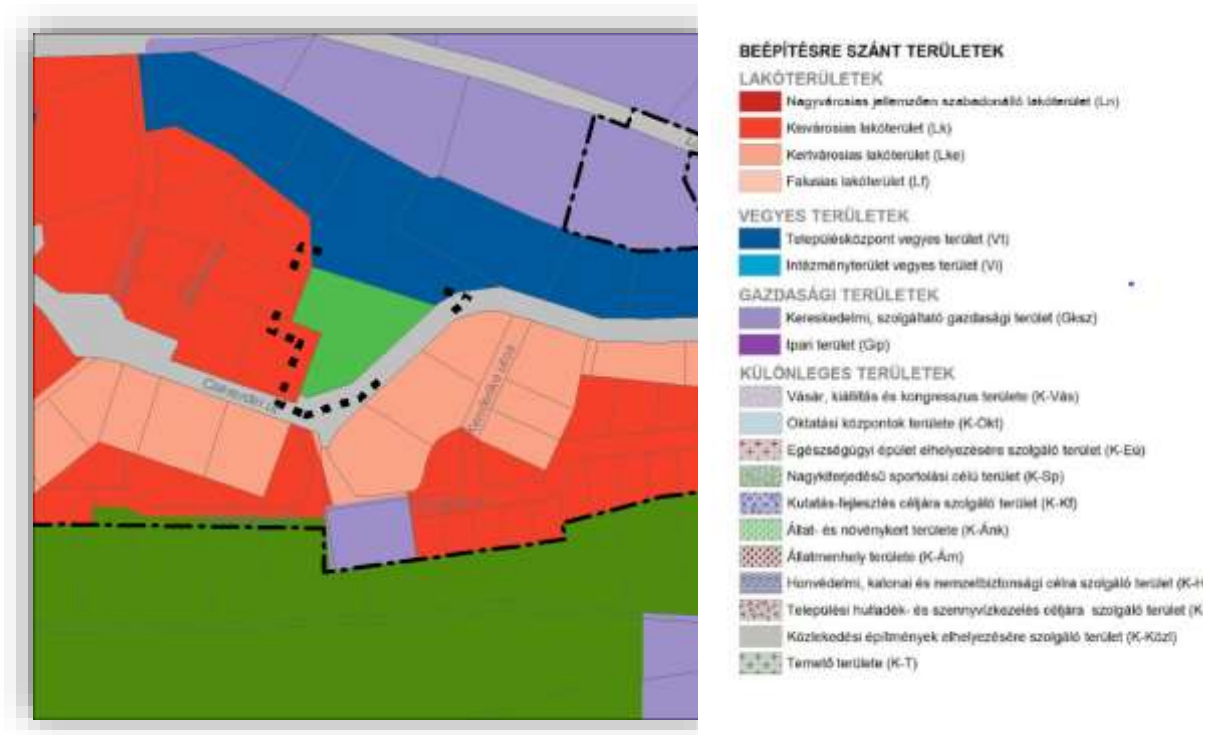 BEÉPÍTÉSRE SZÁNT TERÜLETEK
LAKÓTERÜLETEK
Nagyvárosias jellemzően szabadonálló lakóterület (Ln)
Kisvárosias lakóterület (Lk)
Kertvárosias lakóterület (Lke)
Falusias lakóterület (Lf)
VEGYES TERÜLETEK
Településközpont vegyes terület (Vt)
Intézményterület vegyes terület (Vi)
GAZDASÁGI TERÜLETEK
Kereskedelmi, szolgáltató gazdasági terület (Gksz)
Ipari terület (Gip)
KÜLÖNLEGES TERÜLETEK
Vásár, kiállítás és kongresszus területe (K-Vás)
Oktatási központok területe (K-Okt)
Egészségügyi épület elhelyezésére szolgáló terület (K-Eü)
Nagykiterjedésű sportolási célú terület (K-Sp)
Kutatás-fejlesztés céljára szolgáló terület (K-Kf)
Állat- és növénykert területe (K-Ánk)
Állatmenhely területe (K-Ám)
Honvédelmi, katonai és nemzetbiztonsági célra szolgáló terület (K-H
Települési hulladék- és szennyvízkezelés céljára szolgáló terület (K
Közlekedési építmények elhelyezésére szolgáló terület (K-Közl)
Temető területe (K-T)